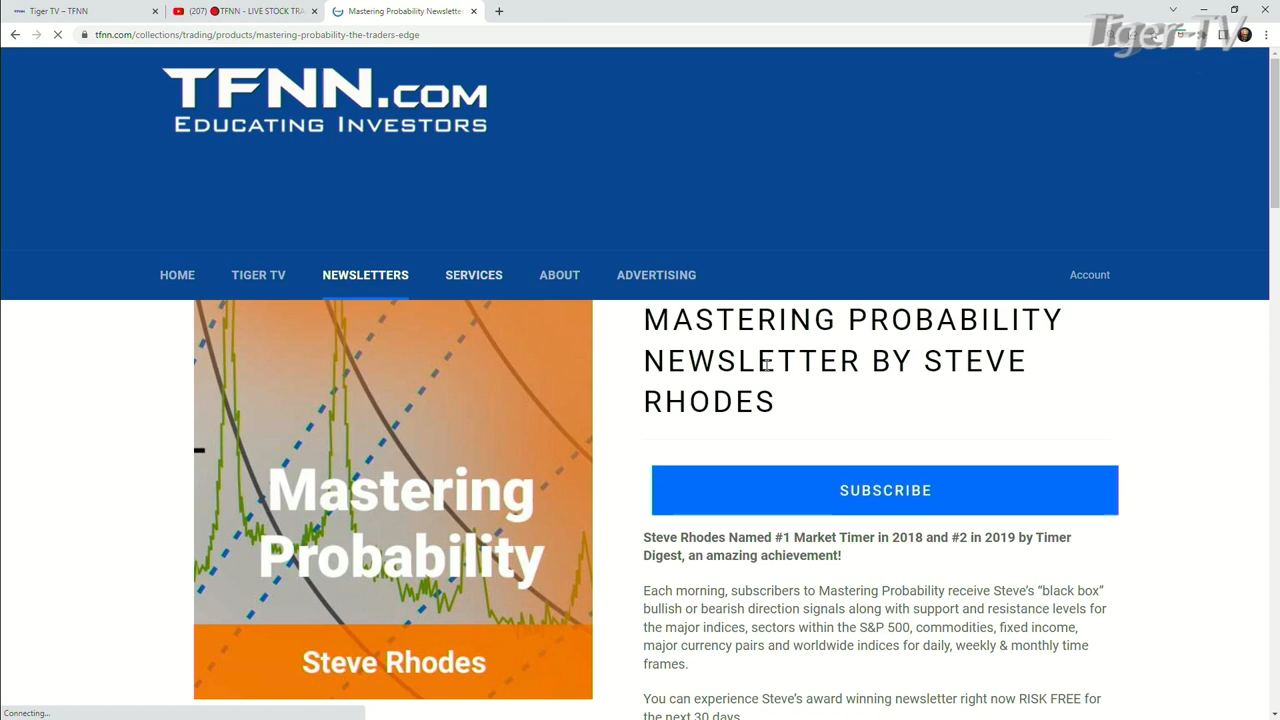 Tiger TV – TFNN
(207) 🔴TFNN - LIVE STOCK TRA
Mastering Probability Newslette
tfnn.com/collections/trading/products/mastering-probability-the-traders-edge
Tiger-TV
TFNN.COM
EDUCATING INVESTORS
HOME TIGER TV NEWSLETTERS SERVICES ABOUT ADVERTISING Account
MASTERING PROBABILITY
NEWSLETTER BY STEVE
RHODES
Mastering
Probability
Steve Rhodes
SUBSCRIBE
Steve Rhodes Named #1 Market Timer in 2018 and #2 in 2019 by Timer
Digest, an amazing achievement!
Each morning, subscribers to Mastering Probability receive Steve's “black box”
bullish or bearish direction signals along with support and resistance levels for
the major indices, sectors within the S&P 500, commodities, fixed income,
major currency pairs and worldwide indices for daily, weekly & monthly time
frames.
You can experience Steve's award winning newsletter right now RISK FREE for
the next 30 days
Connecting...